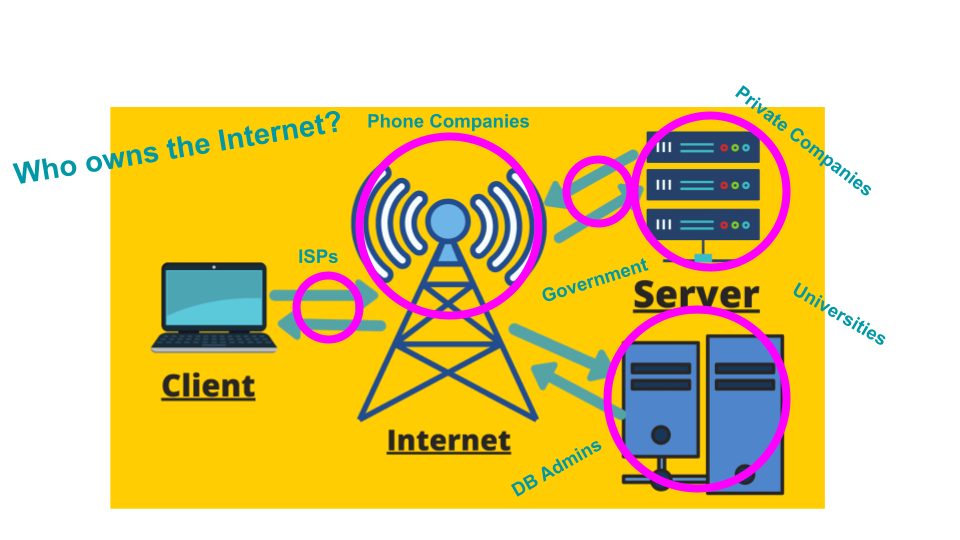 Who owns the Internet?
Phone Companies
Private Companies
ISPs
Government
Server
Universities
Client
Internet
DB Admins